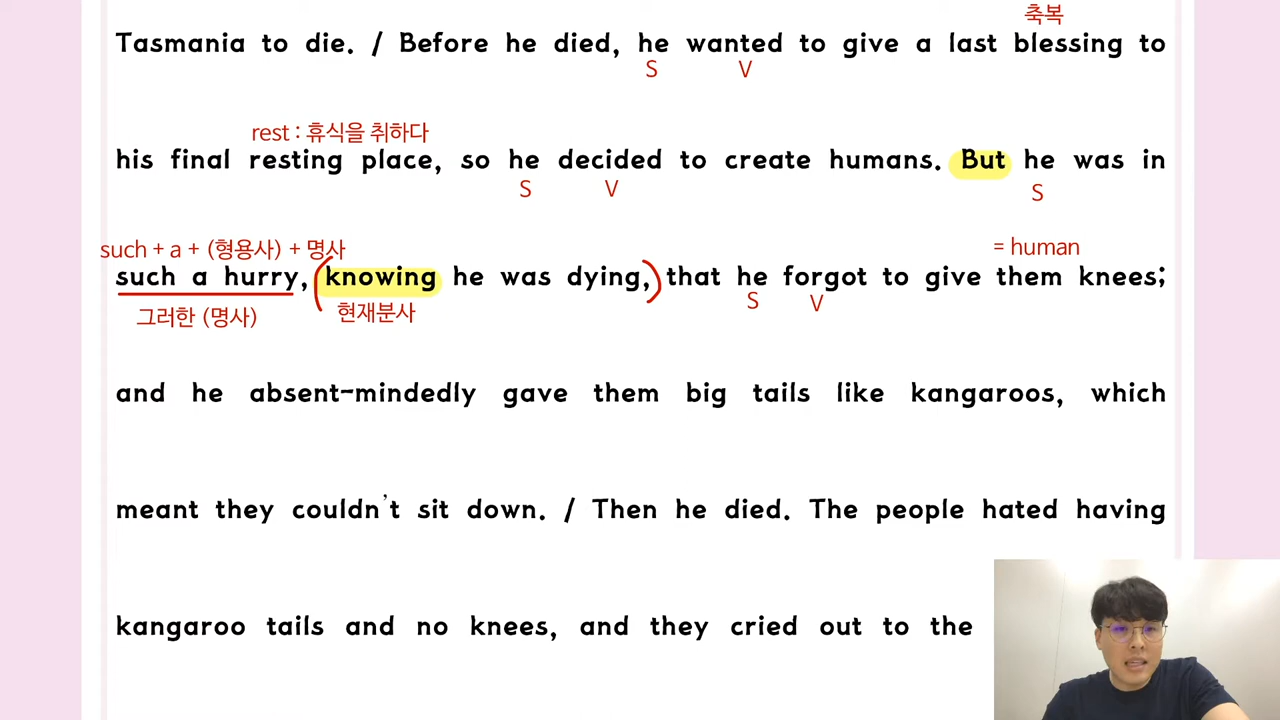 축복
Tasmania to die. / Before he died, he wanted to give a last blessing to
S V
rest : 휴식을 취하다
his final resting place, so he decided to create humans. But he was in
S V S
such + a + (형용사) + 명사 = human
such a hurry, (knowing he was dying,) that he forgot to give them knees;
그러한 (명사) 현재분사 S V
and he absent-mindedly gave them big tails like kangaroos, which
meant they couldn't sit down. / Then he died. The people hated having
kangaroo tails and no knees, and they cried out to the